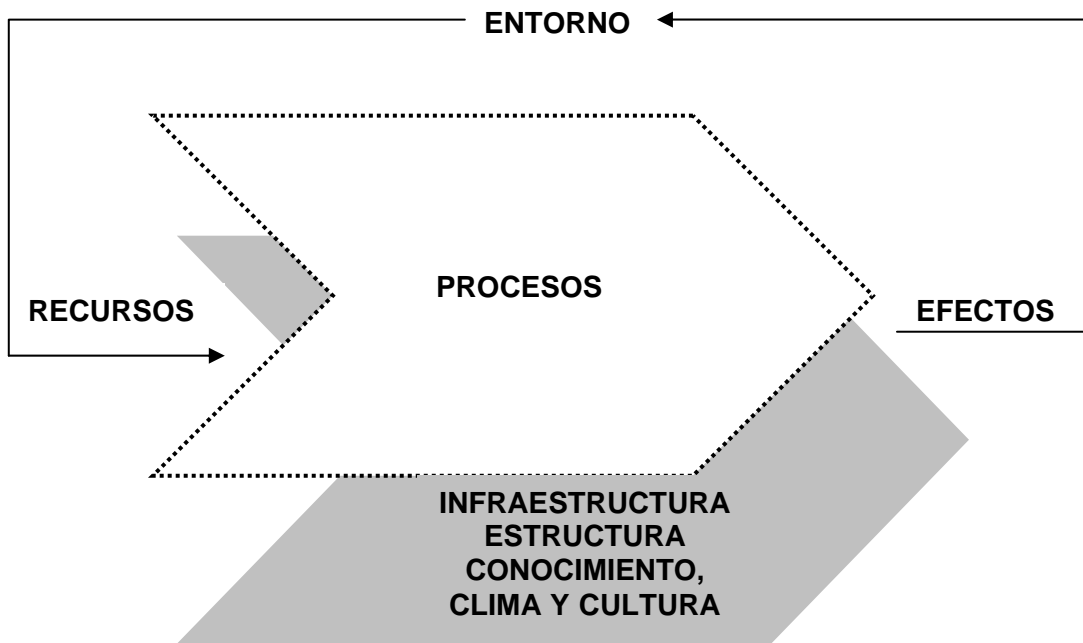 ENTORNO
PROCESOS
RECURSOS
EFECTOS
INFRAESTRUCTURA
ESTRUCTURA
CONOCIMIENTO,
CLIMA Y CULTURA